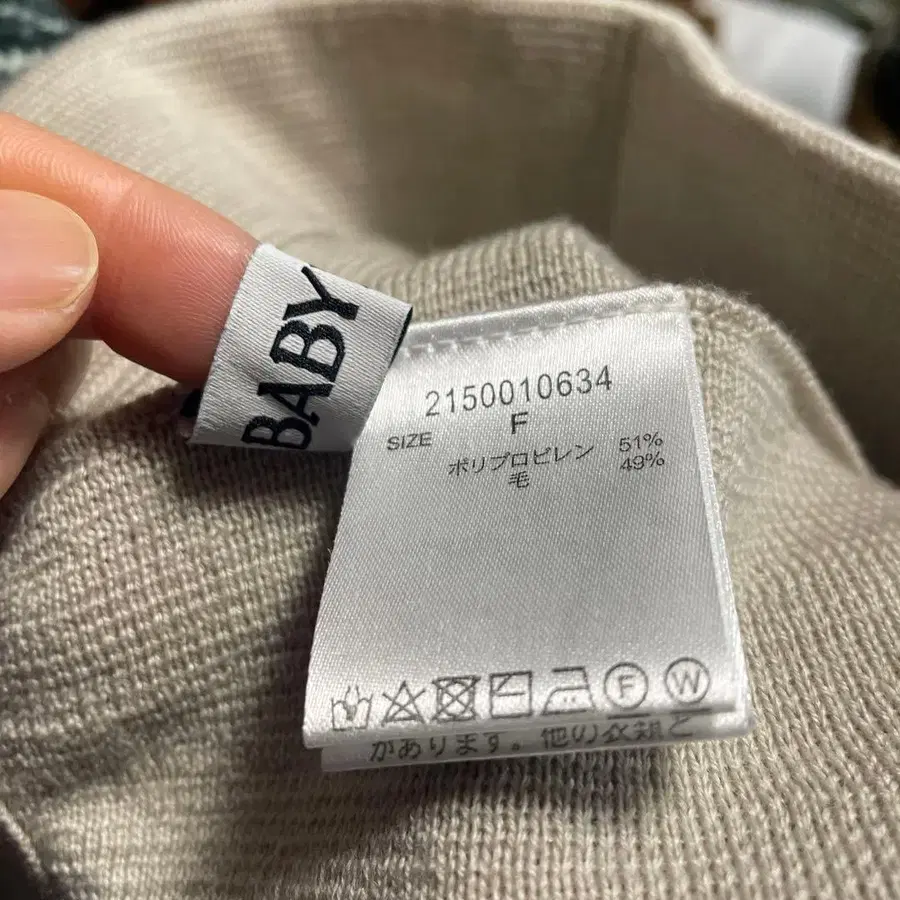 BABY
2150010634
SIZE F
ポリプロピレン 51%
毛 49%
F W
があります。他の衣類と